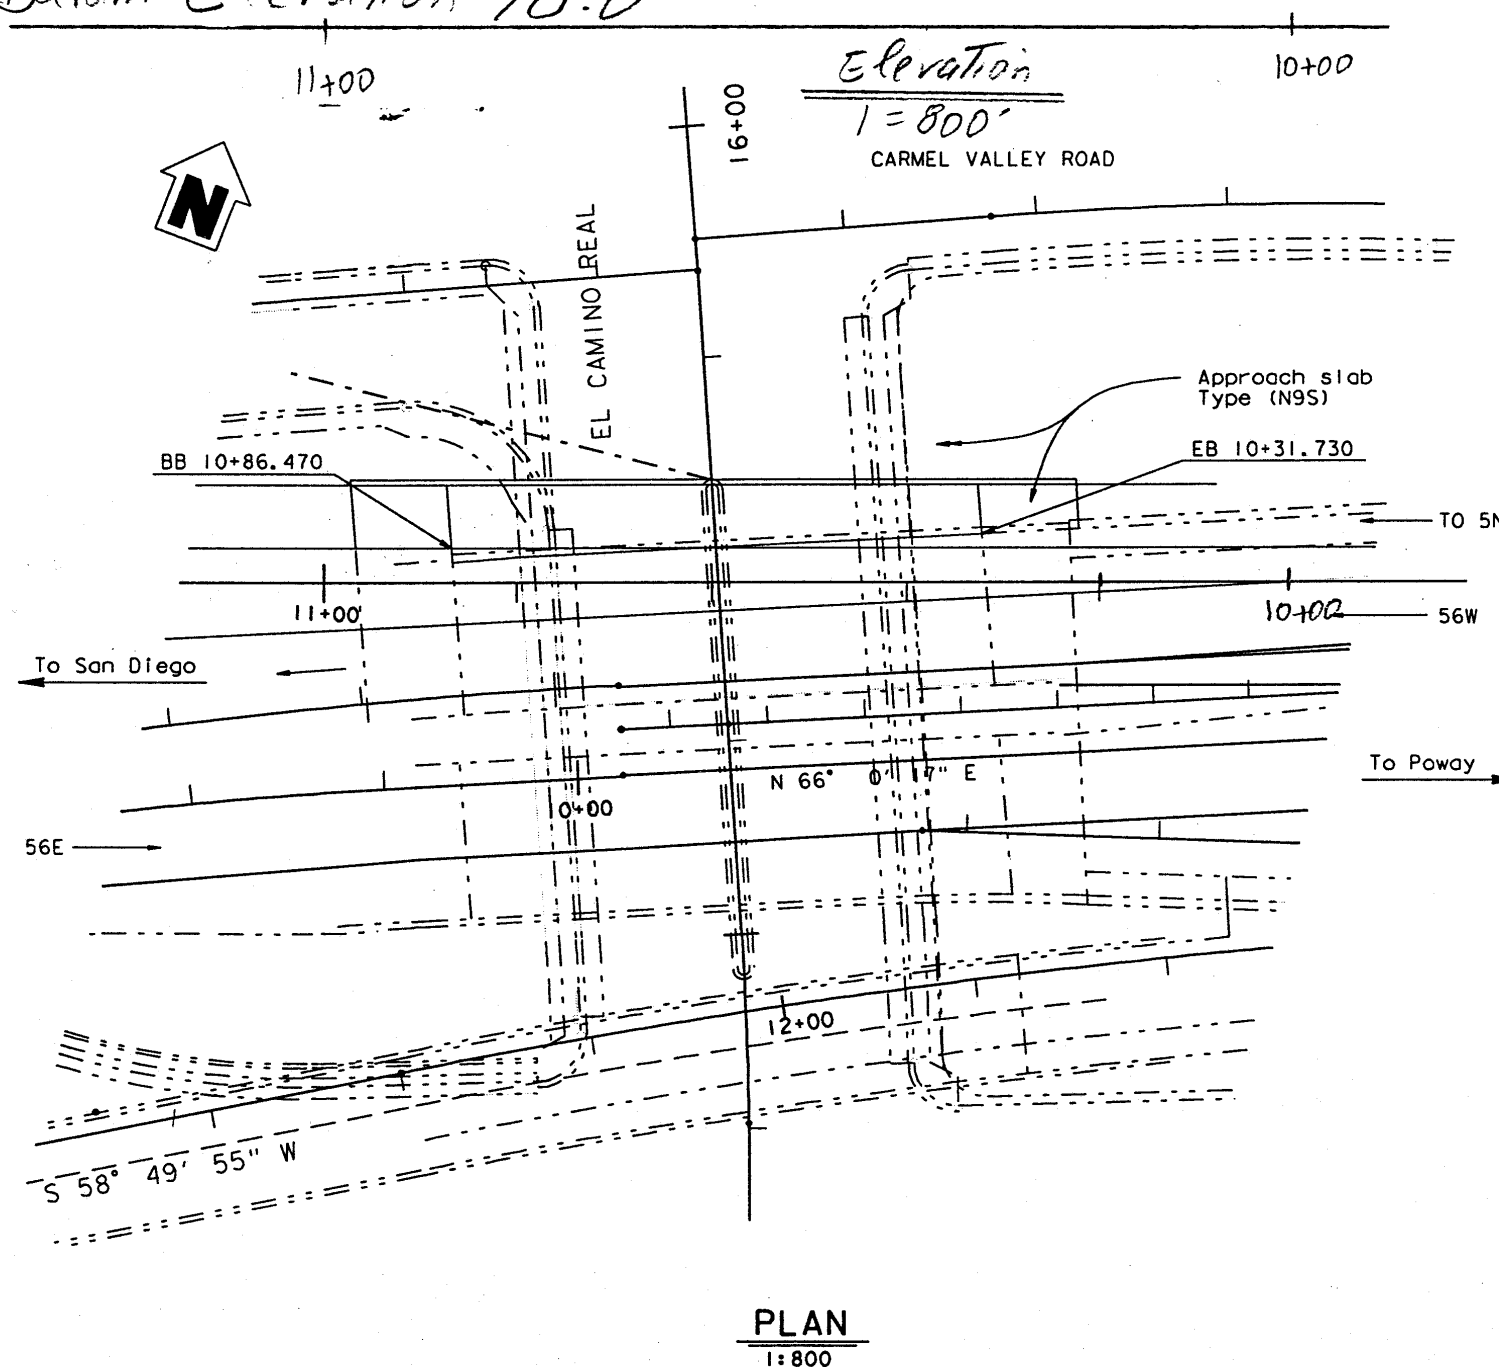 Datum Elevation
11+00
10+00
Elevation
1 = 800'
16+00
CARMEL VALLEY ROAD
N
EL CAMINO REAL
Approach slab
Type (N9S)
BB 10+86.470
EB 10+31.730
TO 5N
11+00
10+00
56W
To San Diego
N 66° 0' 17" E
To Poway
0+00
56E
12+00
S 58° 49' 55" W
PLAN
1:800